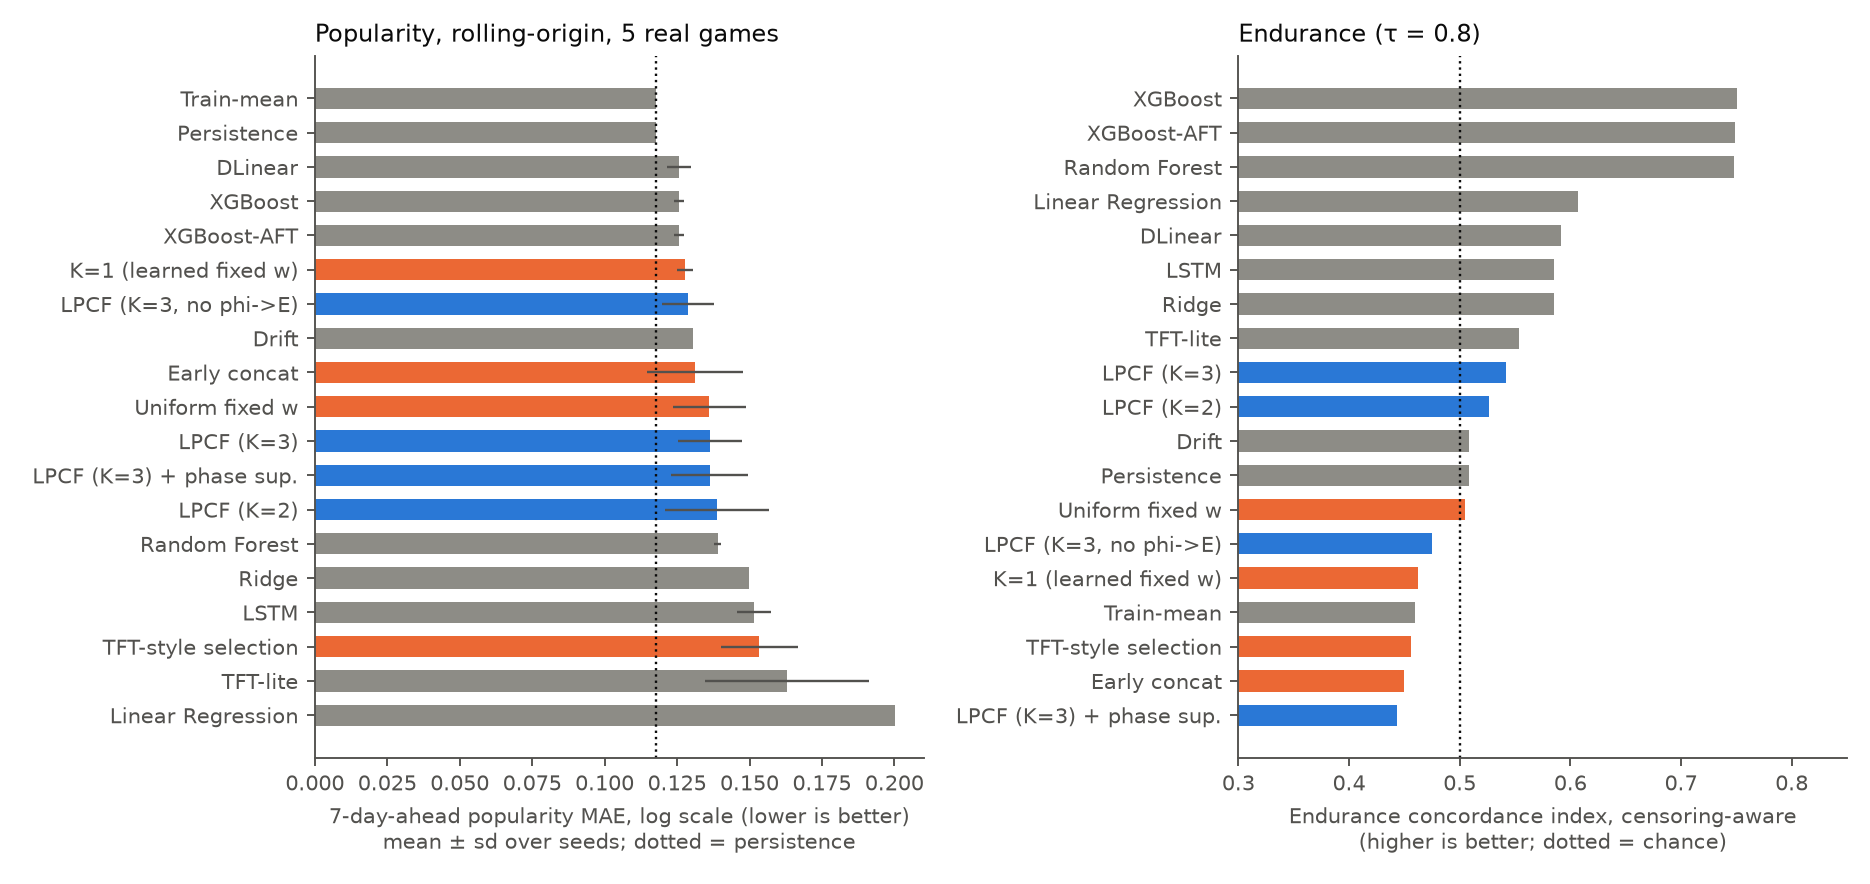 Popularity, rolling-origin, 5 real games
Train-mean
Persistence
DLinear
XGBoost
XGBoost-AFT
K=1 (learned fixed w)
LPCF (K=3, no phi->E)
Drift
Early concat
Uniform fixed w
LPCF (K=3)
LPCF (K=3) + phase sup.
LPCF (K=2)
Random Forest
Ridge
LSTM
TFT-style selection
TFT-lite
Linear Regression
0.000 0.025 0.050 0.075 0.100 0.125 0.150 0.175 0.200
7-day-ahead popularity MAE, log scale (lower is better)
mean ± sd over seeds; dotted = persistence
Endurance (τ = 0.8)
XGBoost
XGBoost-AFT
Random Forest
Linear Regression
DLinear
LSTM
Ridge
TFT-lite
LPCF (K=3)
LPCF (K=2)
Drift
Persistence
Uniform fixed w
LPCF (K=3, no phi->E)
K=1 (learned fixed w)
Train-mean
TFT-style selection
Early concat
LPCF (K=3) + phase sup.
0.3 0.4 0.5 0.6 0.7 0.8
Endurance concordance index, censoring-aware
(higher is better; dotted = chance)